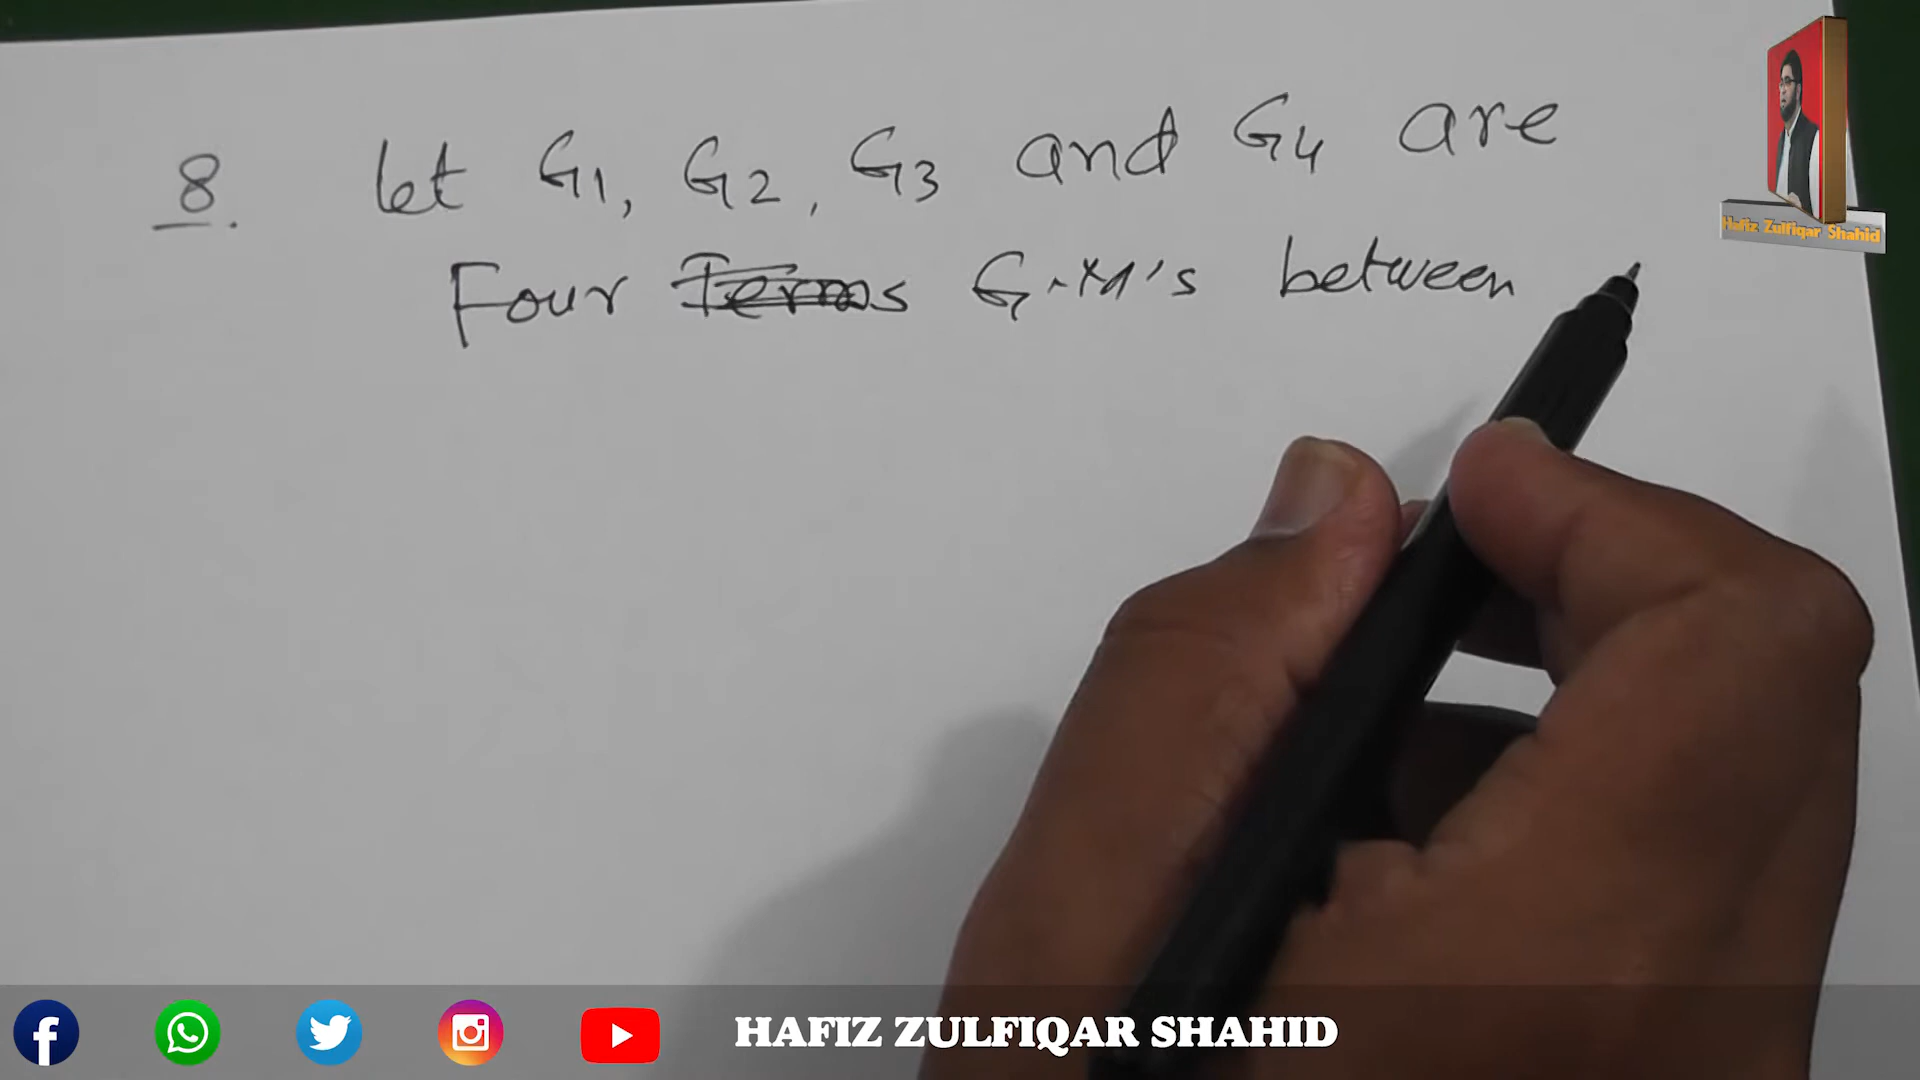 8. let G1, G2, G3 and G4 are
Four Terms G.M's between
Hafiz Zulfiqar Shahid
HAFIZ ZULFIQAR SHAHID